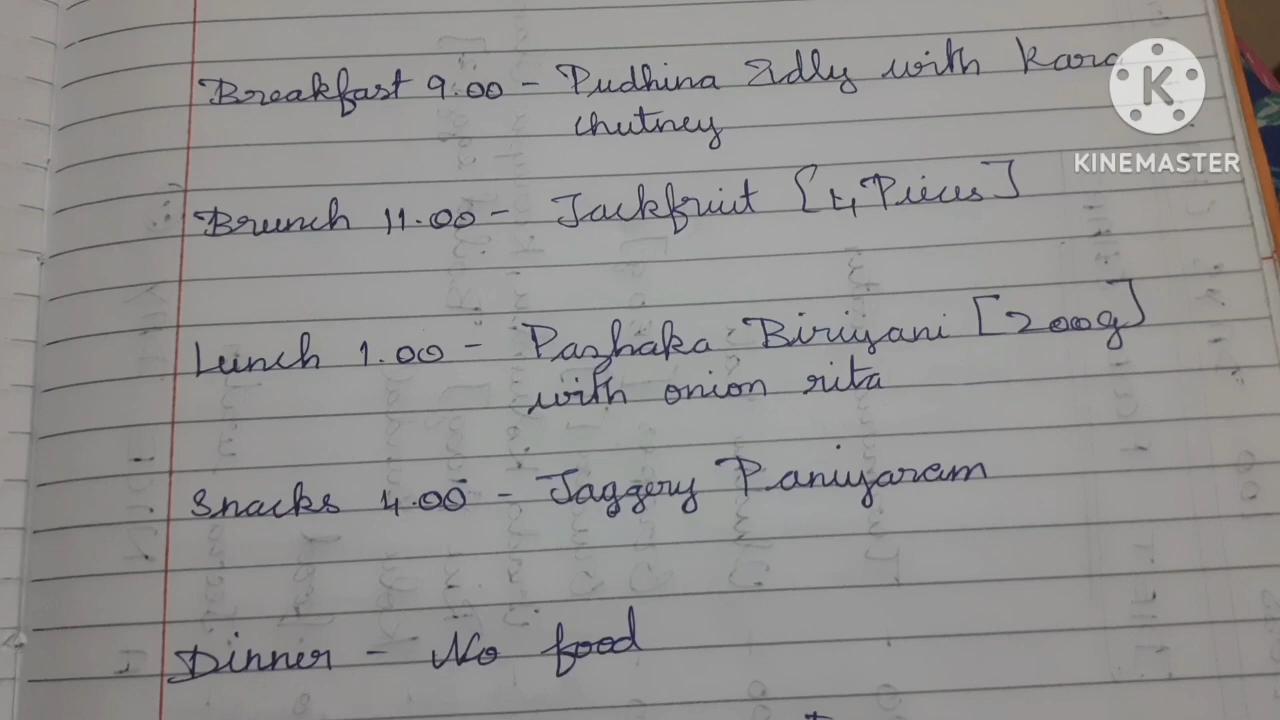 Breakfast 9.00 - Pudhina Idly with kara
chutney
K
KINEMASTER
Brunch 11.00 - Jackfruit [4 Pieces]
Lunch 1.00 - Pazhaka Biriyani [200g]
with onion rita
Snacks 4.00 - Jaggery Paniyaram
Dinner - No food